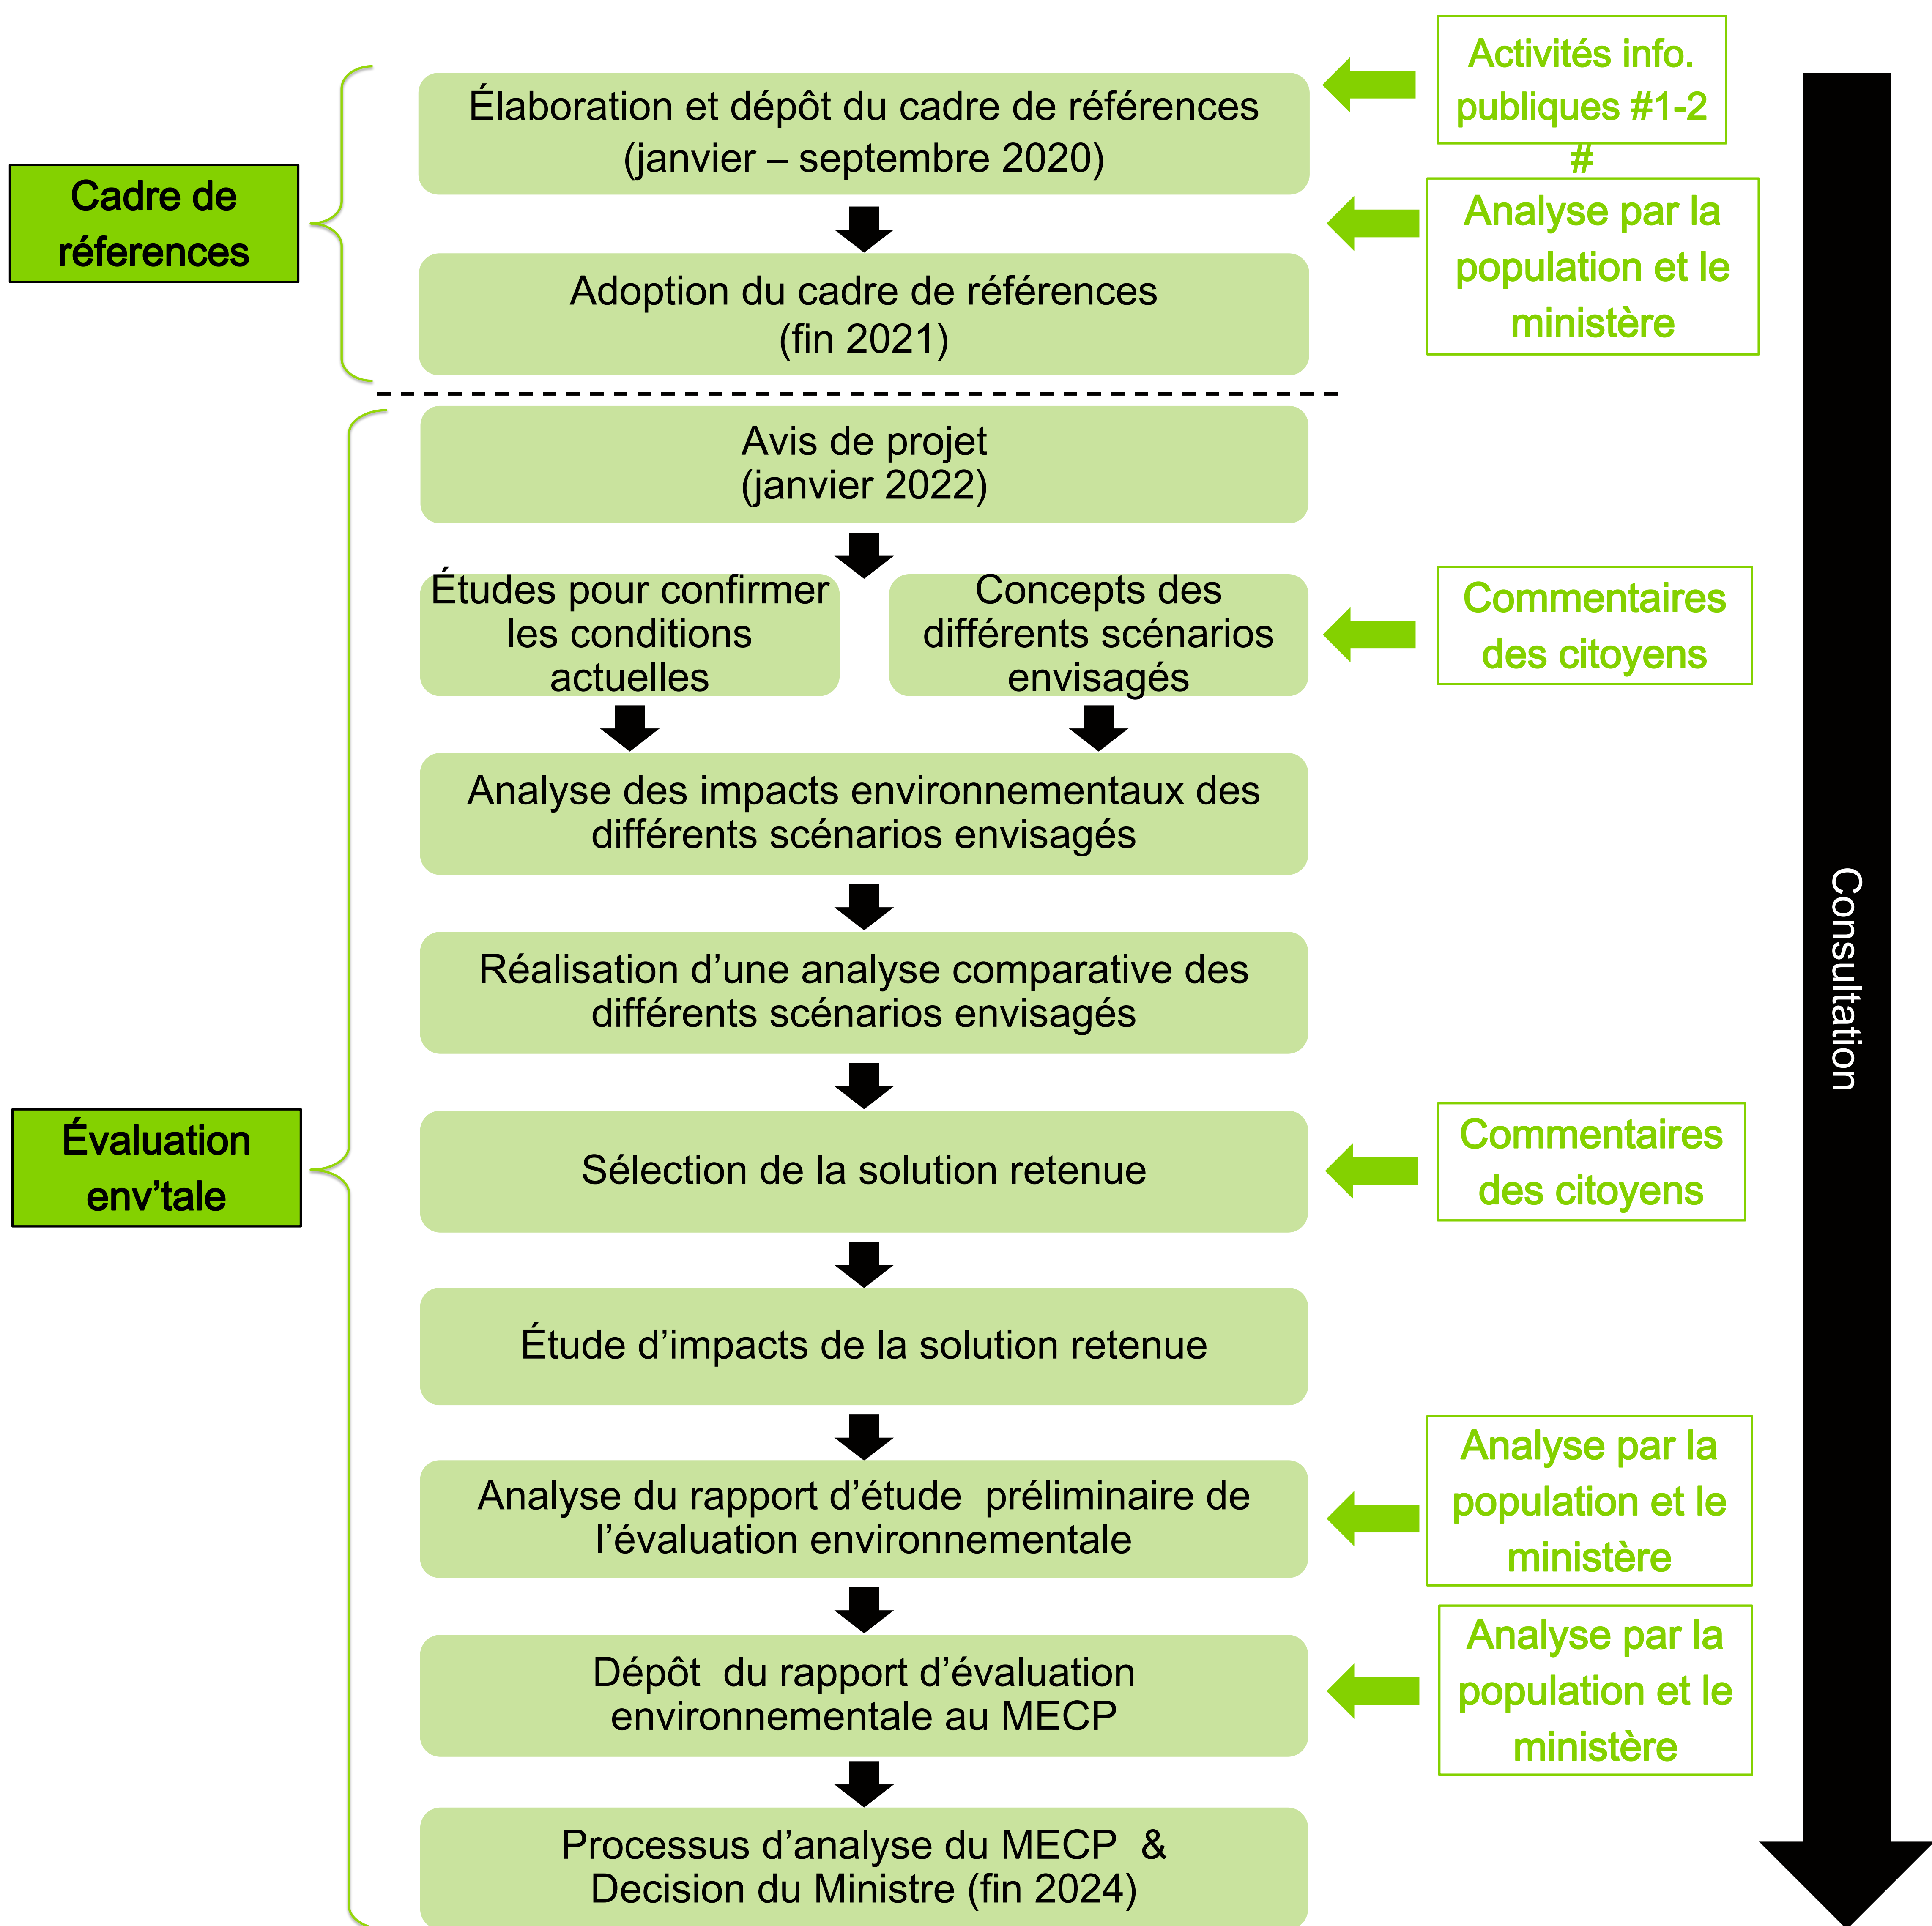 Cadre de
réferences
Élaboration et dépôt du cadre de références
(janvier – septembre 2020)
Activités info.
publiques #1-2
#
Adoption du cadre de références
(fin 2021)
Analyse par la
population et le
ministère
Avis de projet
(janvier 2022)
Études pour confirmer
les conditions
actuelles
Concepts des
différents scénarios
envisagés
Commentaires
des citoyens
Analyse des impacts environnementaux des
différents scénarios envisagés
Réalisation d’une analyse comparative des
différents scénarios envisagés
Évaluation
env’tale
Sélection de la solution retenue
Commentaires
des citoyens
Étude d’impacts de la solution retenue
Analyse du rapport d’étude  préliminaire de
l’évaluation environnementale
Analyse par la
population et le
ministère
Dépôt  du rapport d’évaluation
environnementale au MECP
Analyse par la
population et le
ministère
Processus d’analyse du MECP  &
Decision du Ministre (fin 2024)
Consultation